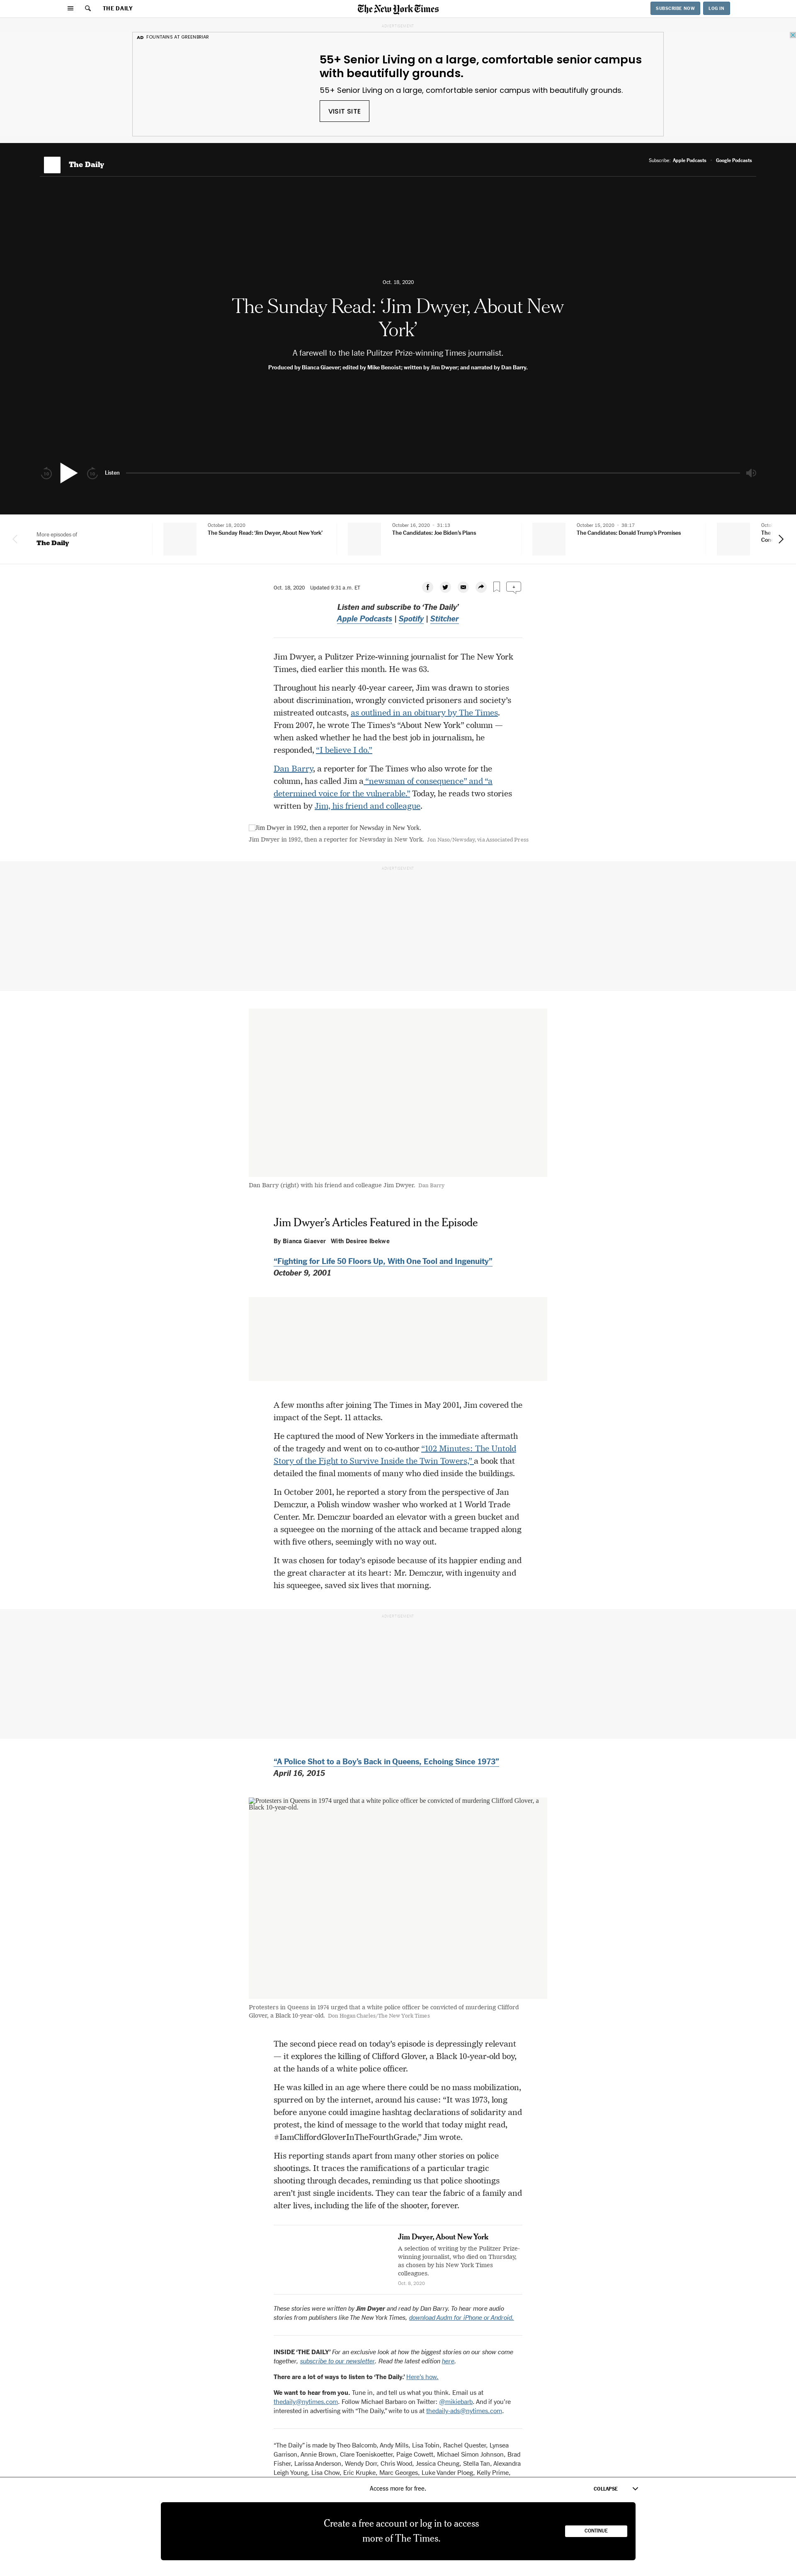 THE DAILY
The New York Times
SUBSCRIBE NOW
LOG IN
ADVERTISEMENT
AD FOUNTAINS AT GREENBRIAR
55+ Senior Living on a large, comfortable senior campus
with beautifully grounds.
55+ Senior Living on a large, comfortable senior campus with beautifully grounds.
VISIT SITE
The Daily
Subscribe: Apple Podcasts · Google Podcasts
Oct. 18, 2020
The Sunday Read: ‘Jim Dwyer, About New
York’
A farewell to the late Pulitzer Prize-winning Times journalist.
Produced by Bianca Giaever; edited by Mike Benoist; written by Jim Dwyer; and narrated by Dan Barry.
Listen
More episodes of
The Daily
October 18, 2020
The Sunday Read: ‘Jim Dwyer, About New York’
October 16, 2020 · 31:13
The Candidates: Joe Biden’s Plans
October 15, 2020 · 38:17
The Candidates: Donald Trump’s Promises
Oct. 18, 2020 Updated 9:31 a.m. ET
Listen and subscribe to ‘The Daily’
Apple Podcasts | Spotify | Stitcher
Jim Dwyer, a Pulitzer Prize-winning journalist for The New York
Times, died earlier this month. He was 63.
Throughout his nearly 40-year career, Jim was drawn to stories
about discrimination, wrongly convicted prisoners and society’s
mistreated outcasts, as outlined in an obituary by The Times.
From 2007, he wrote The Times’s “About New York” column —
when asked whether he had the best job in journalism, he
responded, “I believe I do.”
Dan Barry, a reporter for The Times who also wrote for the
column, has called Jim a “newsman of consequence” and “a
determined voice for the vulnerable.” Today, he reads two stories
written by Jim, his friend and colleague.
Jim Dwyer in 1992, then a reporter for Newsday in New York.
Jim Dwyer in 1992, then a reporter for Newsday in New York. Jon Naso/Newsday, via Associated Press
ADVERTISEMENT
Dan Barry (right) with his friend and colleague Jim Dwyer. Dan Barry
Jim Dwyer’s Articles Featured in the Episode
By Bianca Giaever With Desiree Ibekwe
“Fighting for Life 50 Floors Up, With One Tool and Ingenuity”
October 9, 2001
A few months after joining The Times in May 2001, Jim covered the
impact of the Sept. 11 attacks.
He captured the mood of New Yorkers in the immediate aftermath
of the tragedy and went on to co-author “102 Minutes: The Untold
Story of the Fight to Survive Inside the Twin Towers,” a book that
detailed the final moments of many who died inside the buildings.
In October 2001, he reported a story from the perspective of Jan
Demczur, a Polish window washer who worked at 1 World Trade
Center. Mr. Demczur boarded an elevator with a green bucket and
a squeegee on the morning of the attack and became trapped along
with five others, seemingly with no way out.
It was chosen for today’s episode because of its happier ending and
the great character at its heart: Mr. Demczur, with ingenuity and
his squeegee, saved six lives that morning.
ADVERTISEMENT
“A Police Shot to a Boy’s Back in Queens, Echoing Since 1973”
April 16, 2015
Protesters in Queens in 1974 urged that a white police officer be convicted of murdering Clifford Glover, a
Black 10-year-old.
Protesters in Queens in 1974 urged that a white police officer be convicted of murdering Clifford
Glover, a Black 10-year-old. Don Hogan Charles/The New York Times
The second piece read on today’s episode is depressingly relevant
— it explores the killing of Clifford Glover, a Black 10-year-old boy,
at the hands of a white police officer.
He was killed in an age where there could be no mass mobilization,
spurred on by the internet, around his cause: “It was 1973, long
before anyone could imagine hashtag declarations of solidarity and
protest, the kind of message to the world that today might read,
#IamCliffordGloverInTheFourthGrade,” Jim wrote.
His reporting stands apart from many other stories on police
shootings. It traces the ramifications of a particular tragic
shooting through decades, reminding us that police shootings
aren’t just single incidents. They can tear the fabric of a family and
alter lives, including the life of the shooter, forever.
Jim Dwyer, About New York
A selection of writing by the Pulitzer Prize-
winning journalist, who died on Thursday,
as chosen by his New York Times
colleagues.
Oct. 8, 2020
These stories were written by Jim Dwyer and read by Dan Barry. To hear more audio
stories from publishers like The New York Times, download Audm for iPhone or Android.
INSIDE ‘THE DAILY’ For an exclusive look at how the biggest stories on our show come
together, subscribe to our newsletter. Read the latest edition here.
There are a lot of ways to listen to ‘The Daily.’ Here’s how.
We want to hear from you. Tune in, and tell us what you think. Email us at
thedaily@nytimes.com. Follow Michael Barbaro on Twitter: @mikiebarb. And if you’re
interested in advertising with “The Daily,” write to us at thedaily-ads@nytimes.com.
“The Daily” is made by Theo Balcomb, Andy Mills, Lisa Tobin, Rachel Quester, Lynsea
Garrison, Annie Brown, Clare Toeniskoetter, Paige Cowett, Michael Simon Johnson, Brad
Fisher, Larissa Anderson, Wendy Dorr, Chris Wood, Jessica Cheung, Stella Tan, Alexandra
Leigh Young, Lisa Chow, Eric Krupke, Marc Georges, Luke Vander Ploeg, Kelly Prime,
Access more for free.
COLLAPSE
Create a free account or log in to access
more of The Times.
CONTINUE